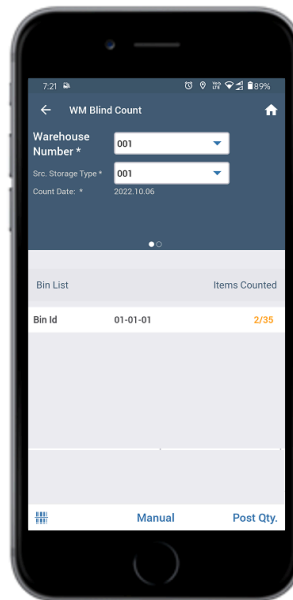 7:21 89%
WM Blind Count
Warehouse Number * 001
Src. Storage Type * 001
Count Date: * 2022.10.06
Bin List Items Counted
Bin Id 01-01-01 2/35
Manual Post Qty.